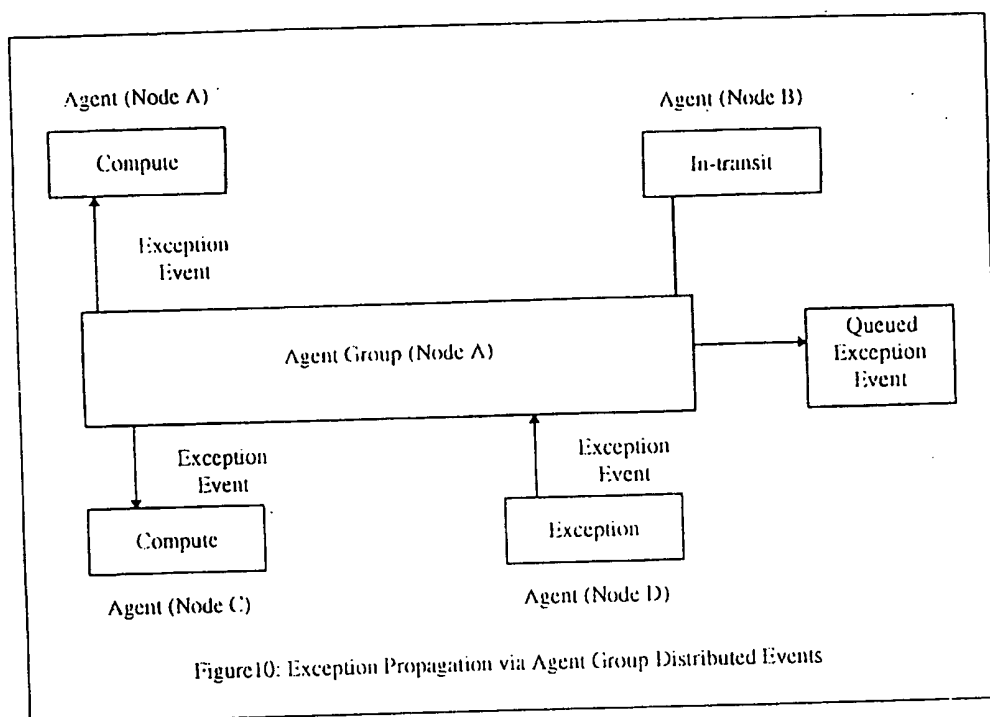 Agent (Node A)
Agent (Node B)
Compute
In-transit
Exception
Event
Agent Group (Node A)
Queued
Exception
Event
Exception
Event
Exception
Event
Compute
Exception
Agent (Node C)
Agent (Node D)
Figure10: Exception Propagation via Agent Group Distributed Events